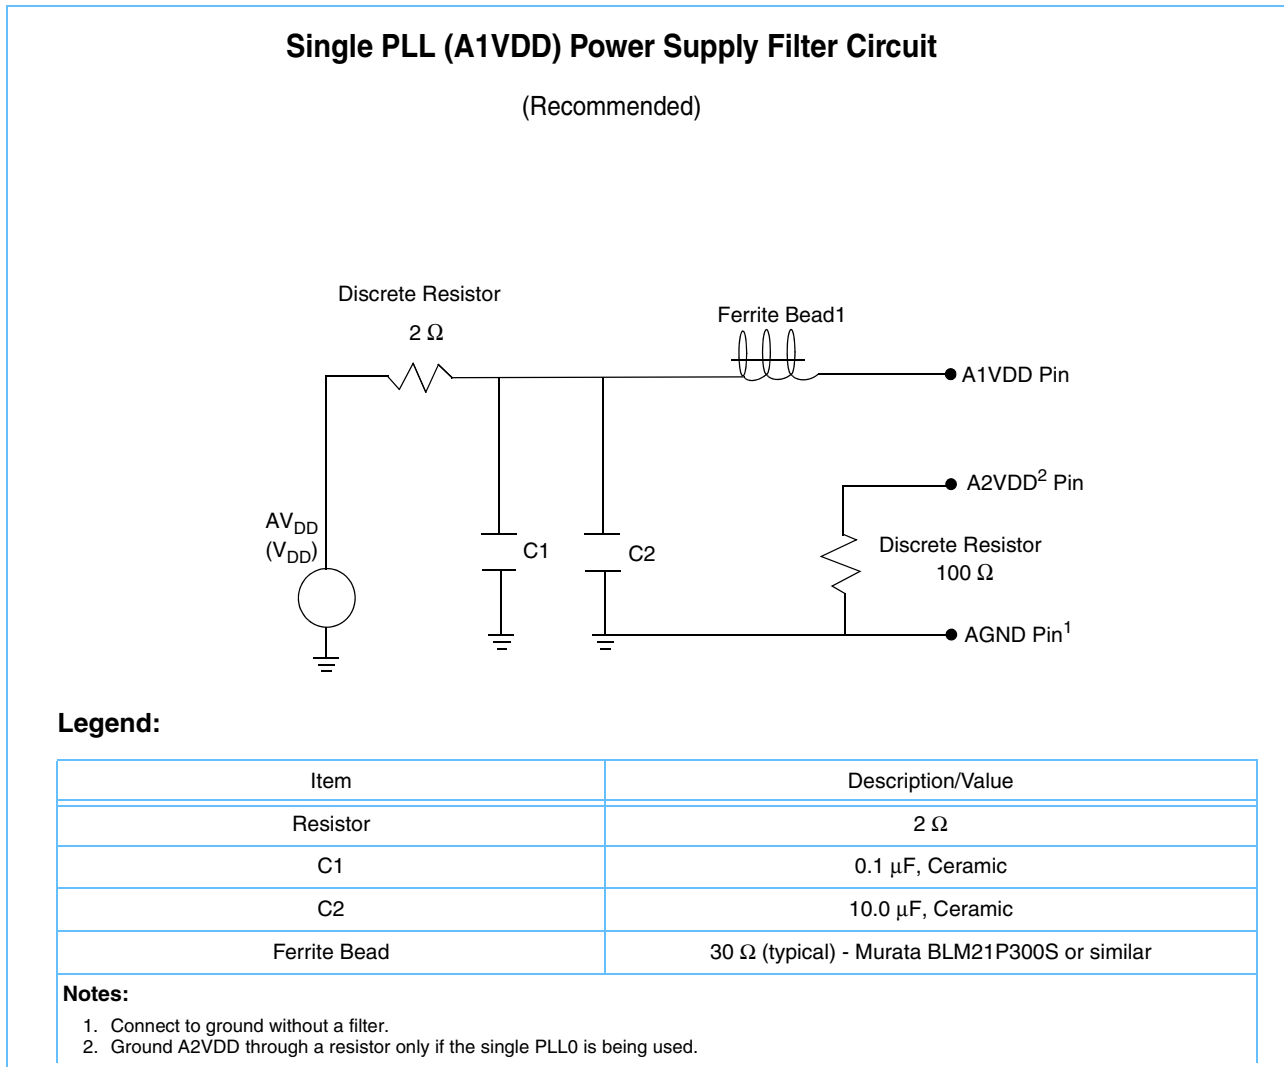 Single PLL (A1VDD) Power Supply Filter Circuit
(Recommended)
Discrete Resistor
2 Ω
Ferrite Bead1
A1VDD Pin
A2VDD2 Pin
AVDD
(VDD)
C1
C2
Discrete Resistor
100 Ω
AGND Pin1
Legend:
Item Description/Value
Resistor 2 Ω
C1 0.1 μF, Ceramic
C2 10.0 μF, Ceramic
Ferrite Bead 30 Ω (typical) - Murata BLM21P300S or similar
Notes:
1. Connect to ground without a filter.
2. Ground A2VDD through a resistor only if the single PLL0 is being used.